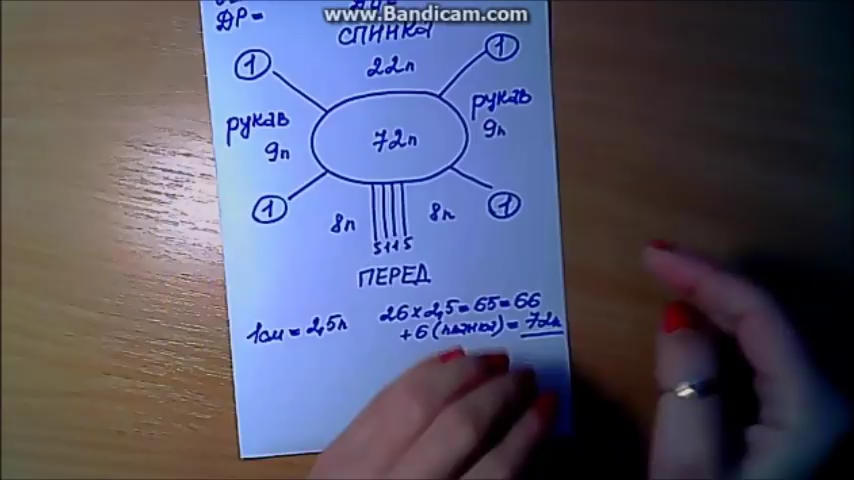 www.Bandicam.com
ДР=
СПИНКА
1
1
22п
рукав
9п
72п
рукав
9п
1
1
8п
8п
5115
ПЕРЕД
1см = 2,5п
26 × 2,5 = 65 = 66
+ 6 (планка) = 72п